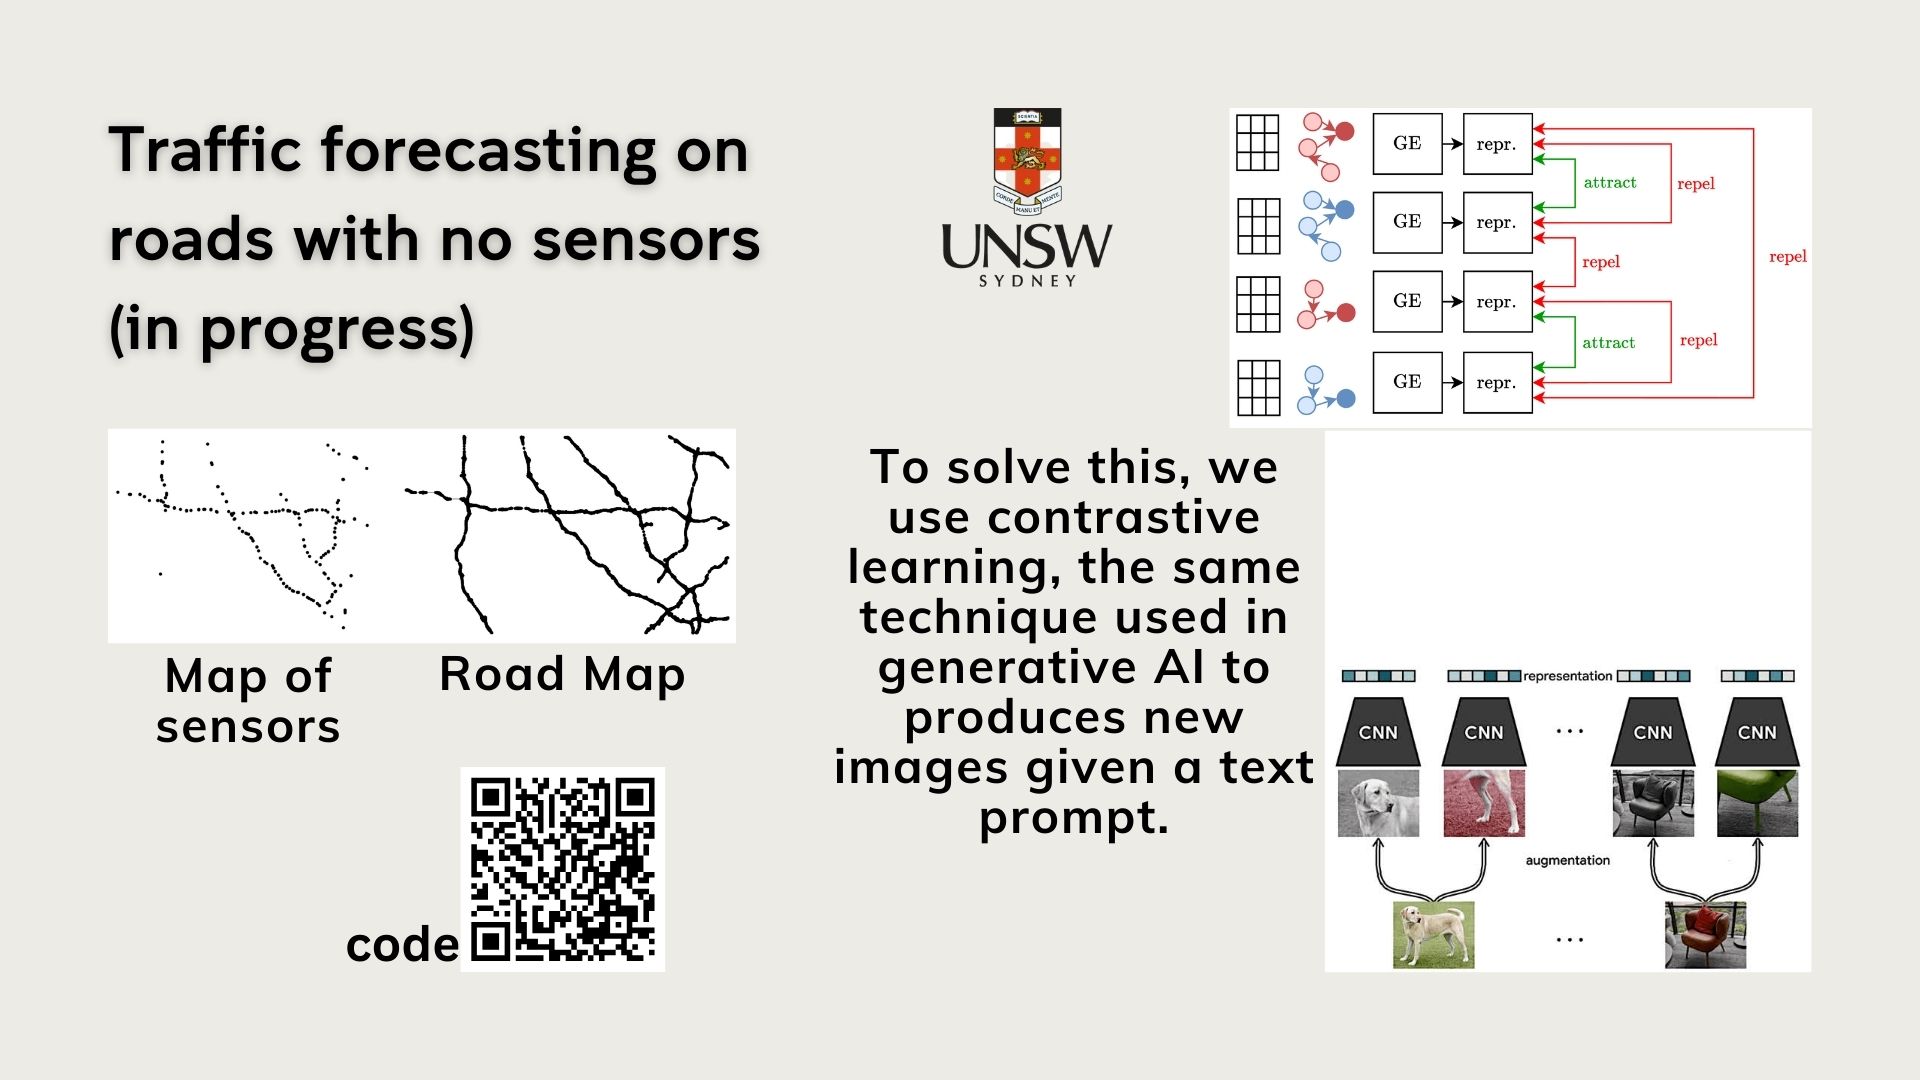 Traffic forecasting on
roads with no sensors
(in progress)
SCIENTIA
CORDE
MANU ET
MENTE
UNSW
SYDNEY
GE
repr.
attract
repel
GE
repr.
repel
repel
GE
repr.
attract
repel
GE
repr.
Map of
sensors
Road Map
code
To solve this, we
use contrastive
learning, the same
technique used in
generative AI to
produces new
images given a text
prompt.
representation
CNN
CNN
...
CNN
CNN
augmentation
...